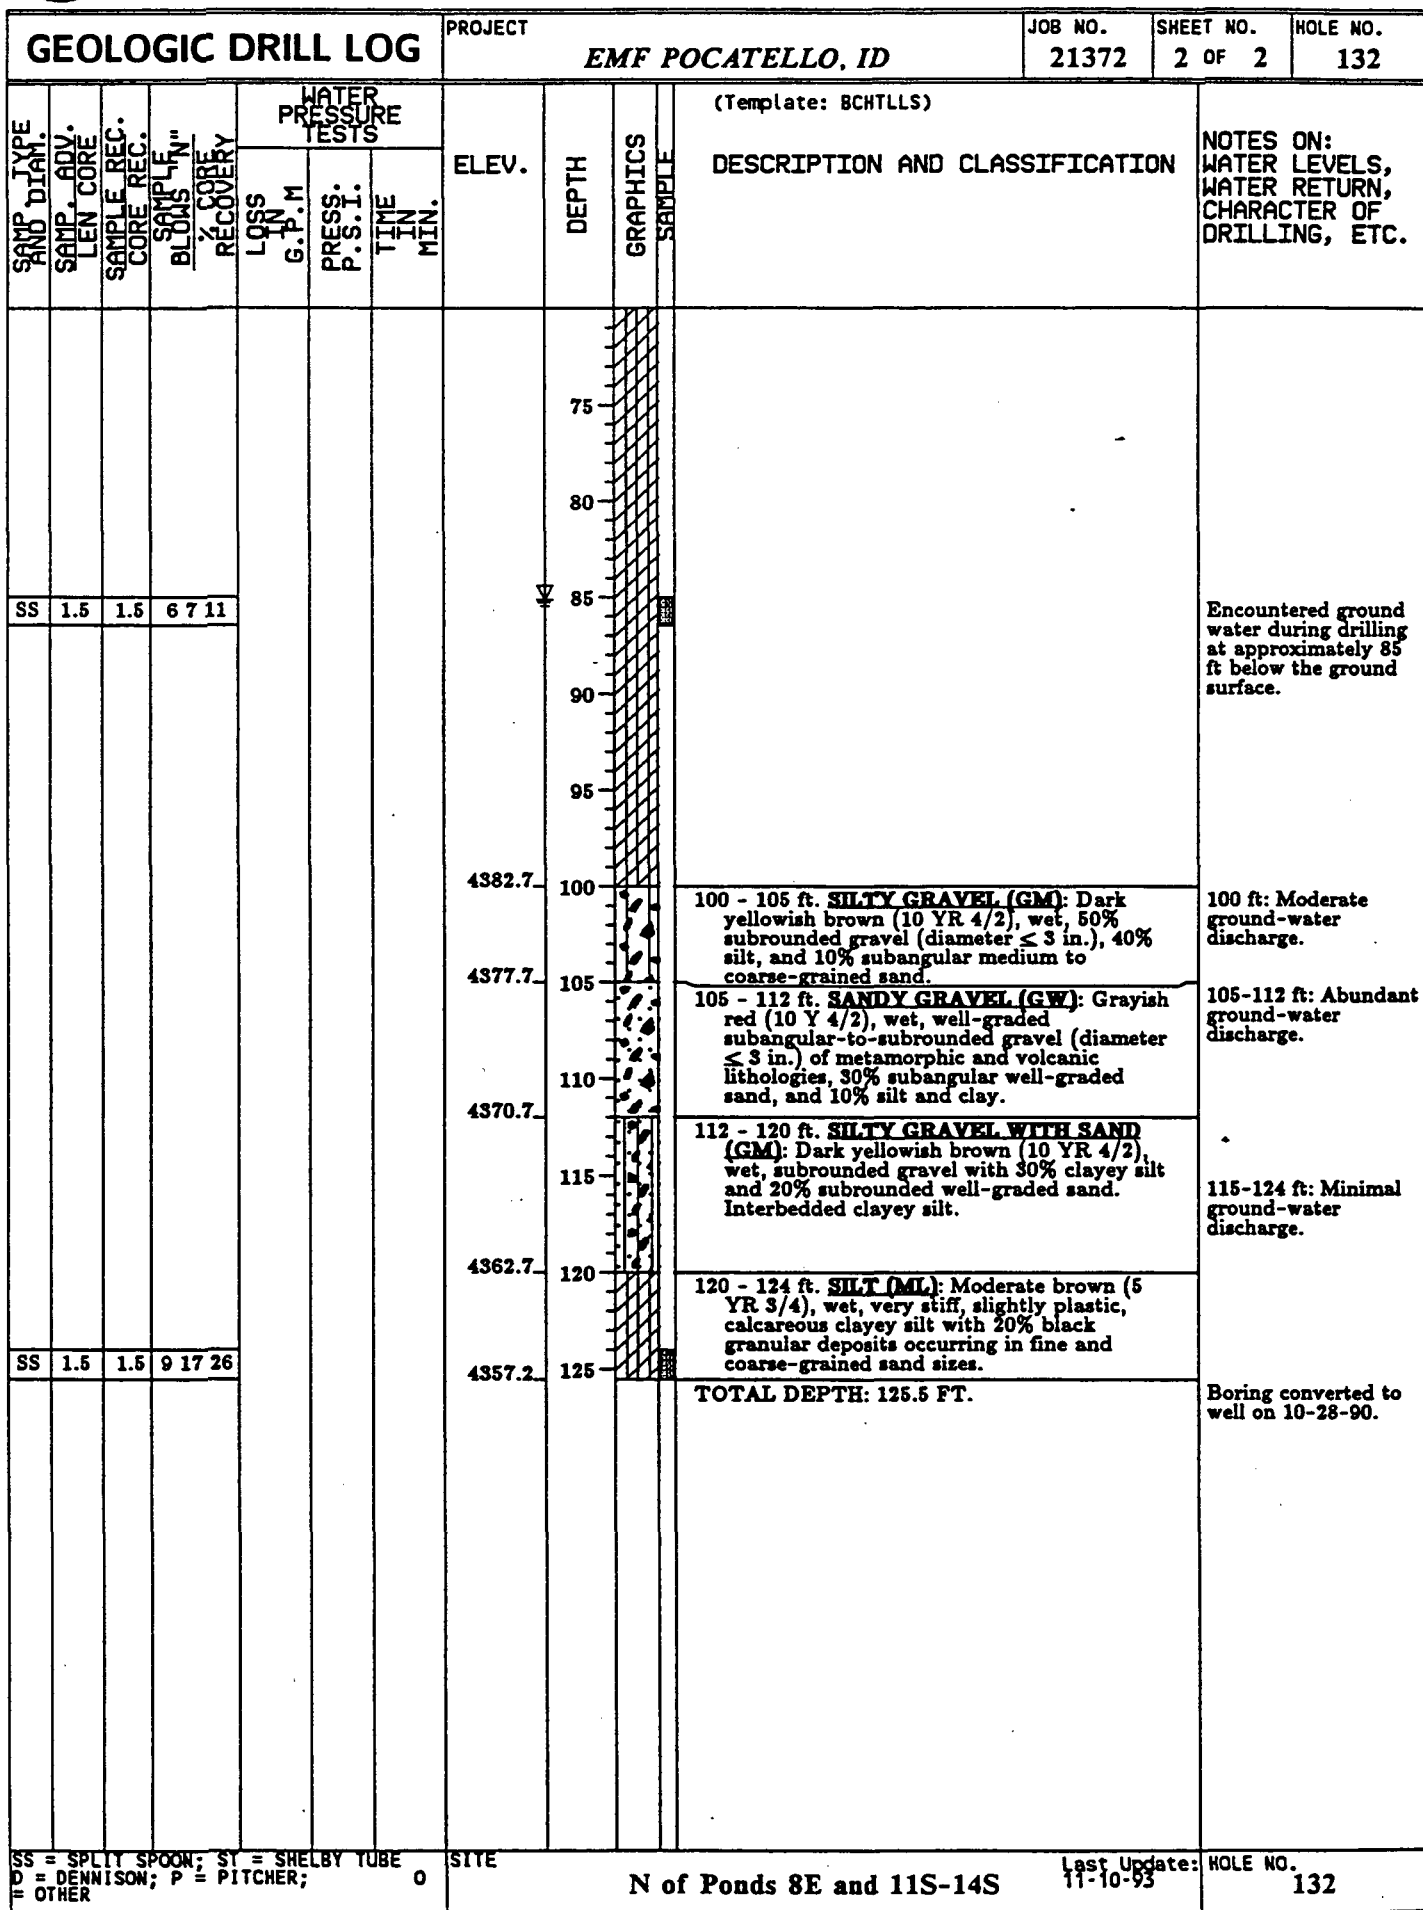 GEOLOGIC DRILL LOG
PROJECT
EMF POCATELLO, ID
JOB NO.
21372
SHEET NO.
2 OF 2
HOLE NO.
132
SAMP. TYPE
AND DIAM.
SAMP. ADV.
LEN CORE
SAMPLE REC.
CORE REC.
SAMPLE
BLOWS "N"
% CORE
RECOVERY
WATER
PRESSURE
TESTS
LOSS
IN
G.P.M
PRESS.
P.S.I.
TIME
IN
MIN.
ELEV.
DEPTH
GRAPHICS
SAMPLE
(Template: BCHTLLS)
DESCRIPTION AND CLASSIFICATION
NOTES ON:
WATER LEVELS,
WATER RETURN,
CHARACTER OF
DRILLING, ETC.
75
80
SS 1.5 1.5 6 7 11
85
Encountered ground
water during drilling
at approximately 85
ft below the ground
surface.
90
95
4382.7
100
100 - 105 ft. SILTY GRAVEL (GM): Dark
yellowish brown (10 YR 4/2), wet, 50%
subrounded gravel (diameter ≤ 3 in.), 40%
silt, and 10% subangular medium to
coarse-grained sand.
100 ft: Moderate
ground-water
discharge.
4377.7
105
105 - 112 ft. SANDY GRAVEL (GW): Grayish
red (10 Y 4/2), wet, well-graded
subangular-to-subrounded gravel (diameter
≤ 3 in.) of metamorphic and volcanic
lithologies, 30% subangular well-graded
sand, and 10% silt and clay.
105-112 ft: Abundant
ground-water
discharge.
110
4370.7
112 - 120 ft. SILTY GRAVEL WITH SAND
(GM): Dark yellowish brown (10 YR 4/2),
wet, subrounded gravel with 30% clayey silt
and 20% subrounded well-graded sand.
Interbedded clayey silt.
115
115-124 ft: Minimal
ground-water
discharge.
4362.7
120
120 - 124 ft. SILT (ML): Moderate brown (5
YR 3/4), wet, very stiff, slightly plastic,
calcareous clayey silt with 20% black
granular deposits occurring in fine and
coarse-grained sand sizes.
SS 1.5 1.5 9 17 26
4357.2
125
TOTAL DEPTH: 125.5 FT.
Boring converted to
well on 10-28-90.
SS = SPLIT SPOON; ST = SHELBY TUBE
D = DENNISON; P = PITCHER; O
= OTHER
SITE
N of Ponds 8E and 11S-14S
Last Update:
11-10-93
HOLE NO.
132